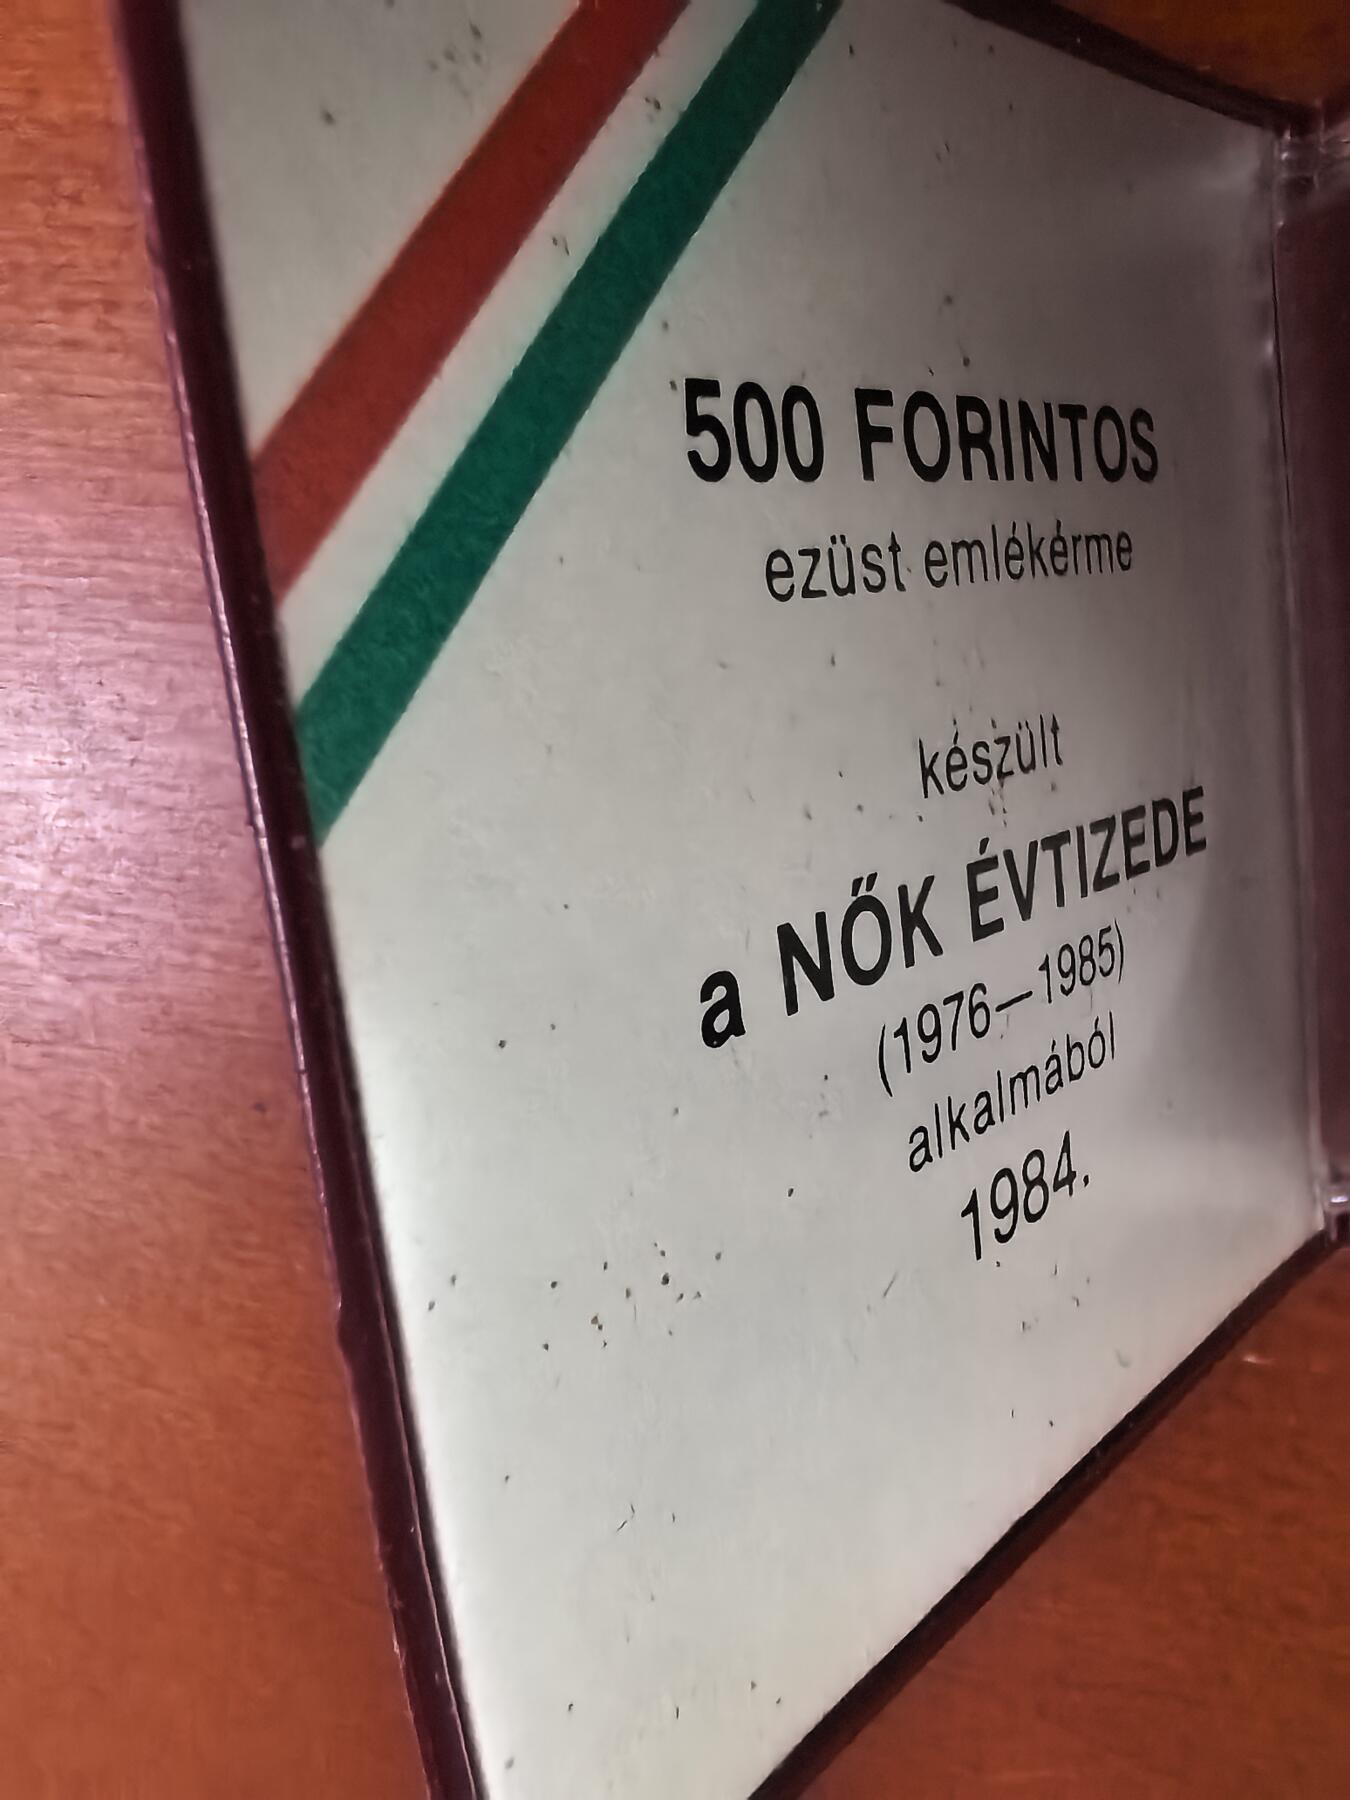 500 FORINTOS
ezüst emlékérme
készült
a NŐK ÉVTIZEDE
(1976—1985)
alkalmából
1984.